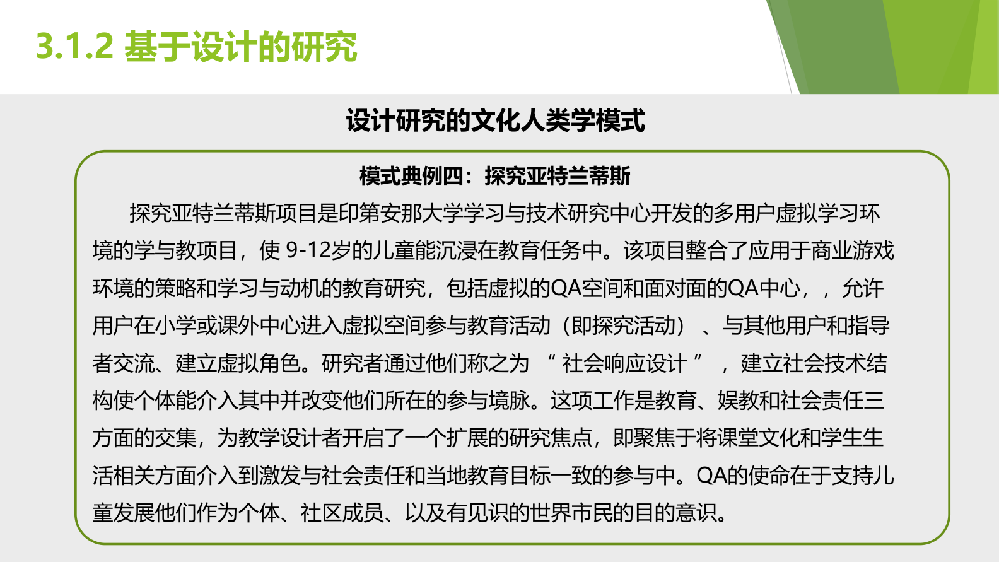 3.1.2 基于设计的研究
设计研究的文化人类学模式
模式典例四：探究亚特兰蒂斯
探究亚特兰蒂斯项目是印第安那大学学习与技术研究中心开发的多用户虚拟学习环
境的学与教项目，使 9-12岁的儿童能沉浸在教育任务中。该项目整合了应用于商业游戏
环境的策略和学习与动机的教育研究，包括虚拟的QA空间和面对面的QA中心，，允许
用户在小学或课外中心进入虚拟空间参与教育活动（即探究活动） 、与其他用户和指导
者交流、建立虚拟角色。研究者通过他们称之为 “ 社会响应设计 ” ，建立社会技术结
构使个体能介入其中并改变他们所在的参与境脉。这项工作是教育、娱教和社会责任三
方面的交集，为教学设计者开启了一个扩展的研究焦点，即聚焦于将课堂文化和学生生
活相关方面介入到激发与社会责任和当地教育目标一致的参与中。QA的使命在于支持儿
童发展他们作为个体、社区成员、以及有见识的世界市民的目的意识。